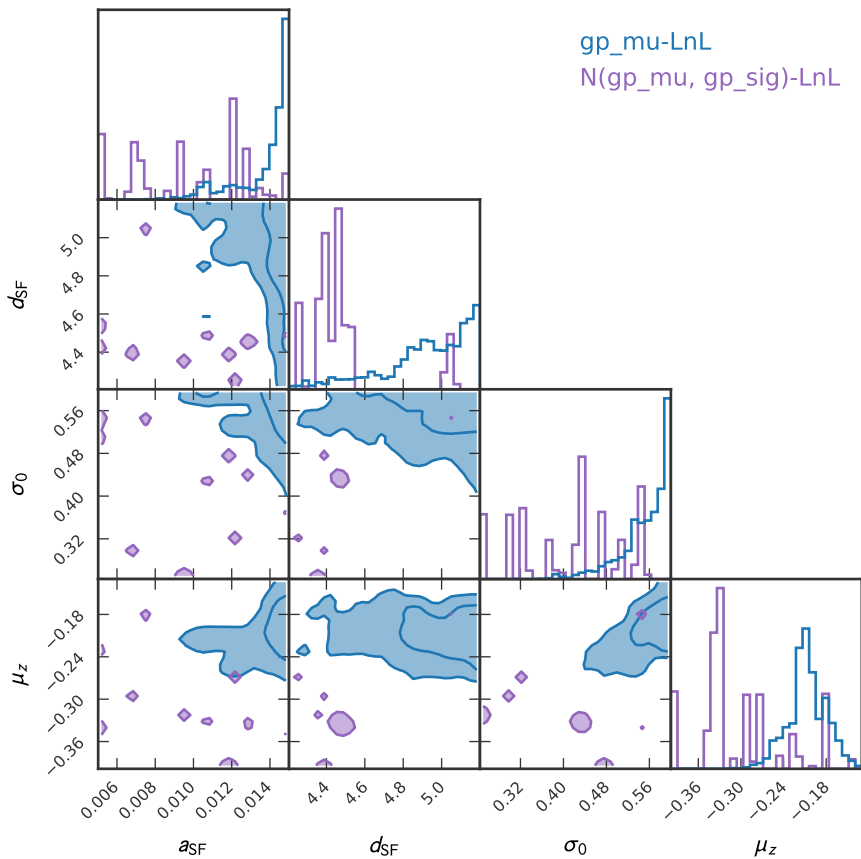 gp_mu-LnL
N(gp_mu, gp_sig)-LnL
d_SF
5.0
4.8
4.6
4.4
σ_0
0.56
0.48
0.40
0.32
μ_z
−0.18
−0.24
−0.30
−0.36
0.006 0.008 0.010 0.012 0.014
4.4 4.6 4.8 5.0
0.32 0.40 0.48 0.56
−0.36 −0.30 −0.24 −0.18
a_SF d_SF σ_0 μ_z